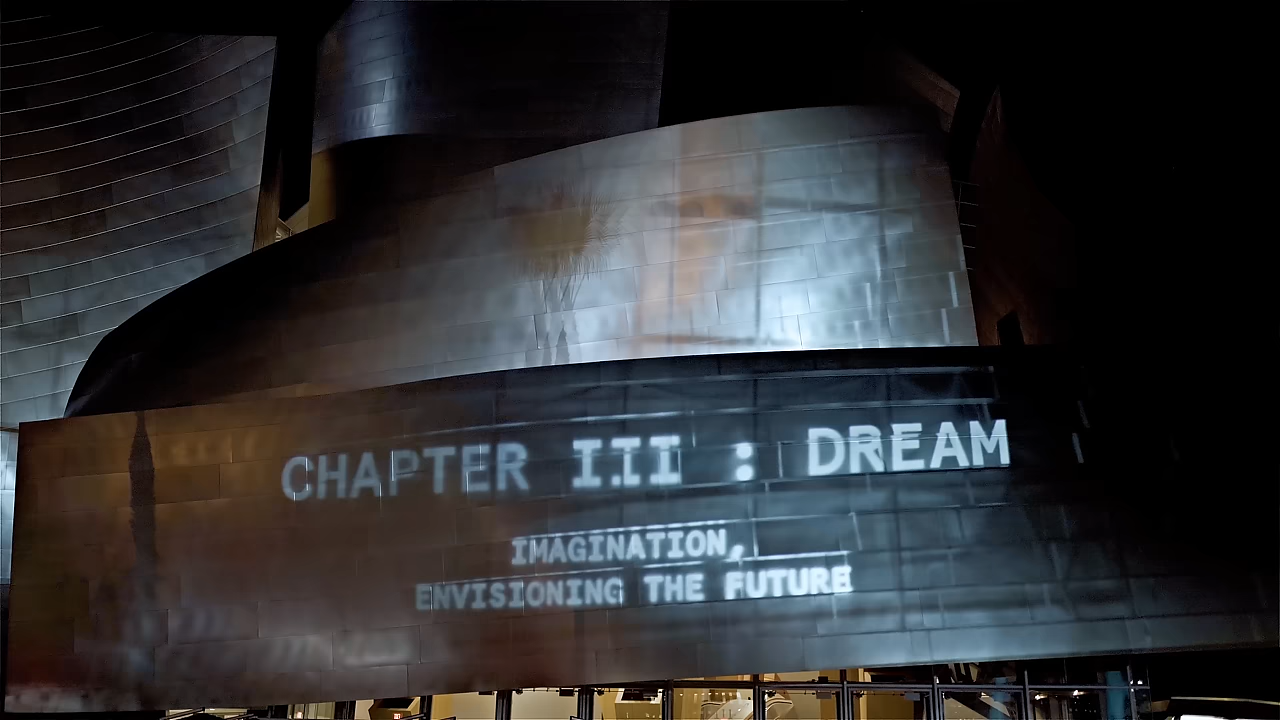 CHAPTER III : DREAM
IMAGINATION,
ENVISIONING THE FUTURE